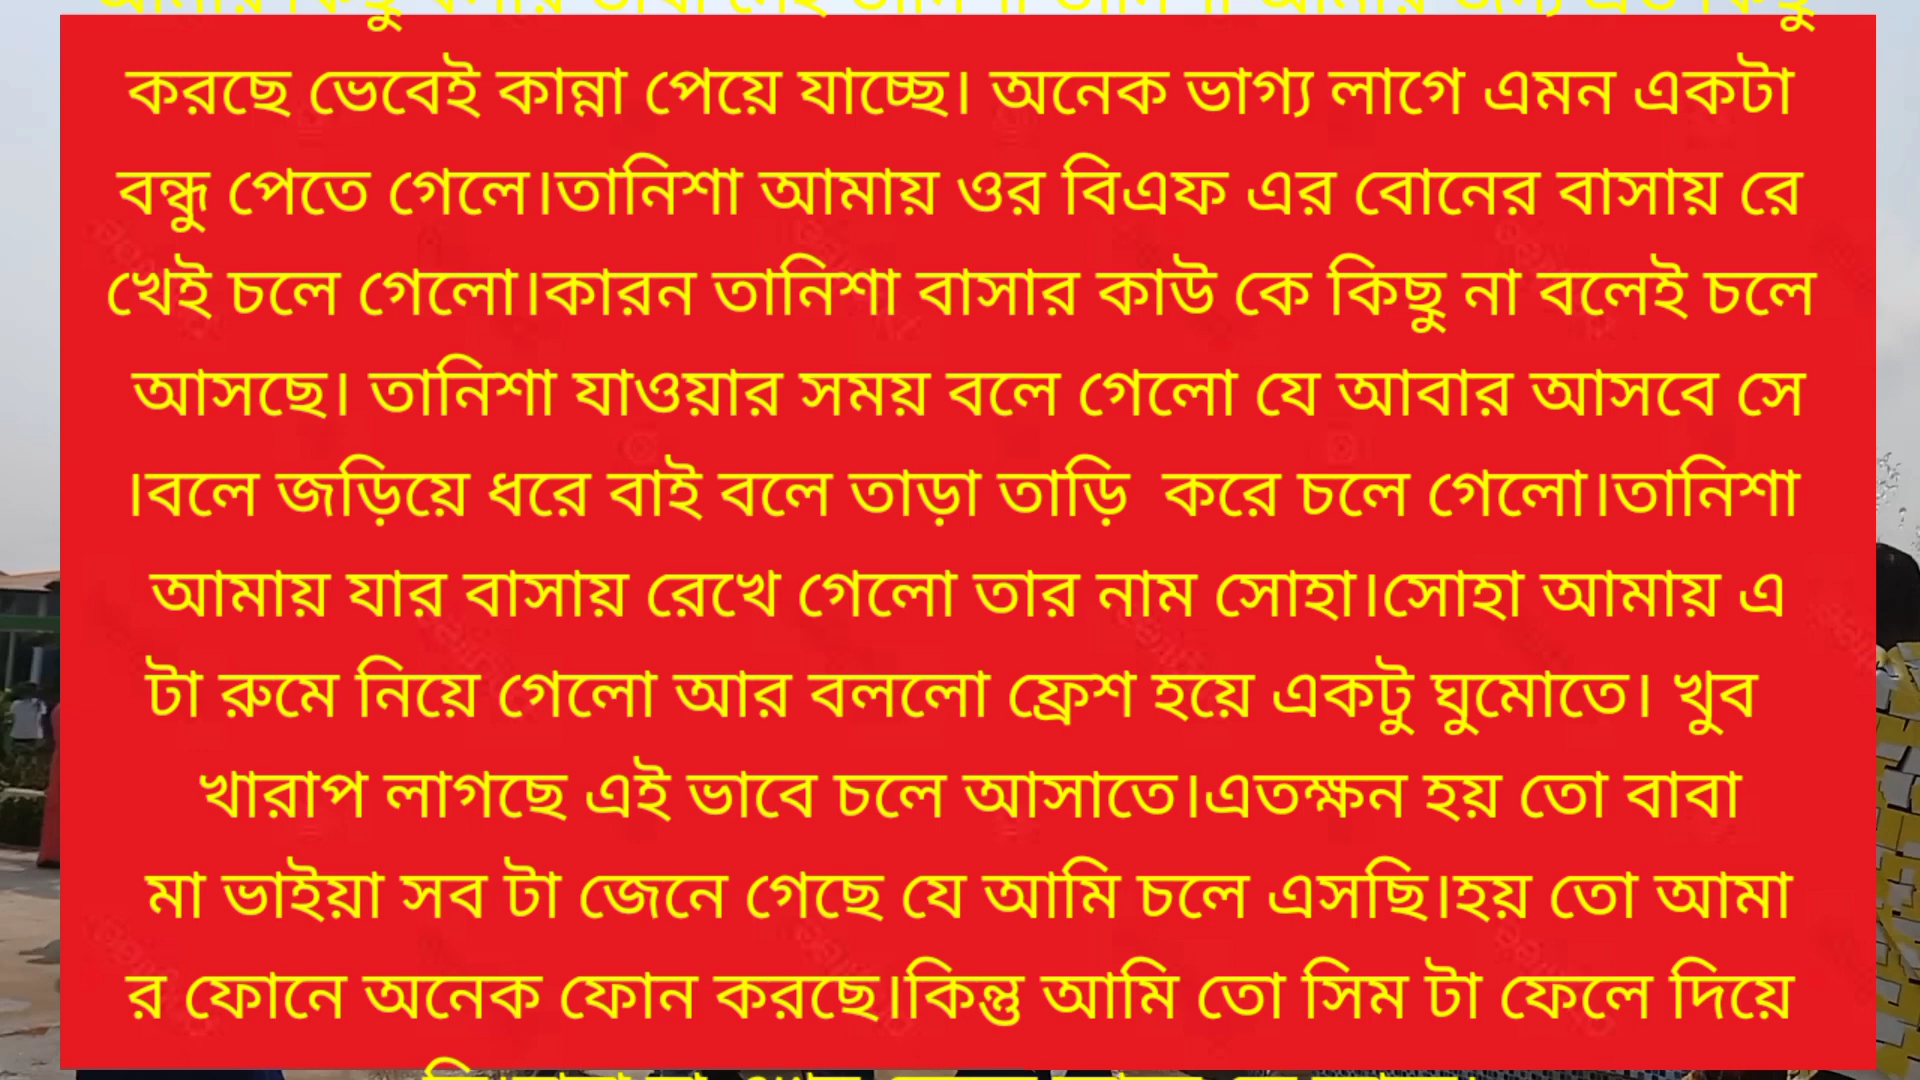 করছে ভেবেই কান্না পেয়ে যাচ্ছে। অনেক ভাগ্য লাগে এমন একটা
বন্ধু পেতে গেলে।তানিশা আমায় ওর বিএফ এর বোনের বাসায় রে
খেই চলে গেলো।কারন তানিশা বাসার কাউ কে কিছু না বলেই চলে
আসছে। তানিশা যাওয়ার সময় বলে গেলো যে আবার আসবে সে
।বলে জড়িয়ে ধরে বাই বলে তাড়া তাড়ি করে চলে গেলো।তানিশা
আমায় যার বাসায় রেখে গেলো তার নাম সোহা।সোহা আমায় এ
টা রুমে নিয়ে গেলো আর বললো ফ্রেশ হয়ে একটু ঘুমোতে। খুব
খারাপ লাগছে এই ভাবে চলে আসাতে।এতক্ষন হয় তো বাবা
মা ভাইয়া সব টা জেনে গেছে যে আমি চলে এসছি।হয় তো আমা
র ফোনে অনেক ফোন করছে।কিন্তু আমি তো সিম টা ফেলে দিয়ে